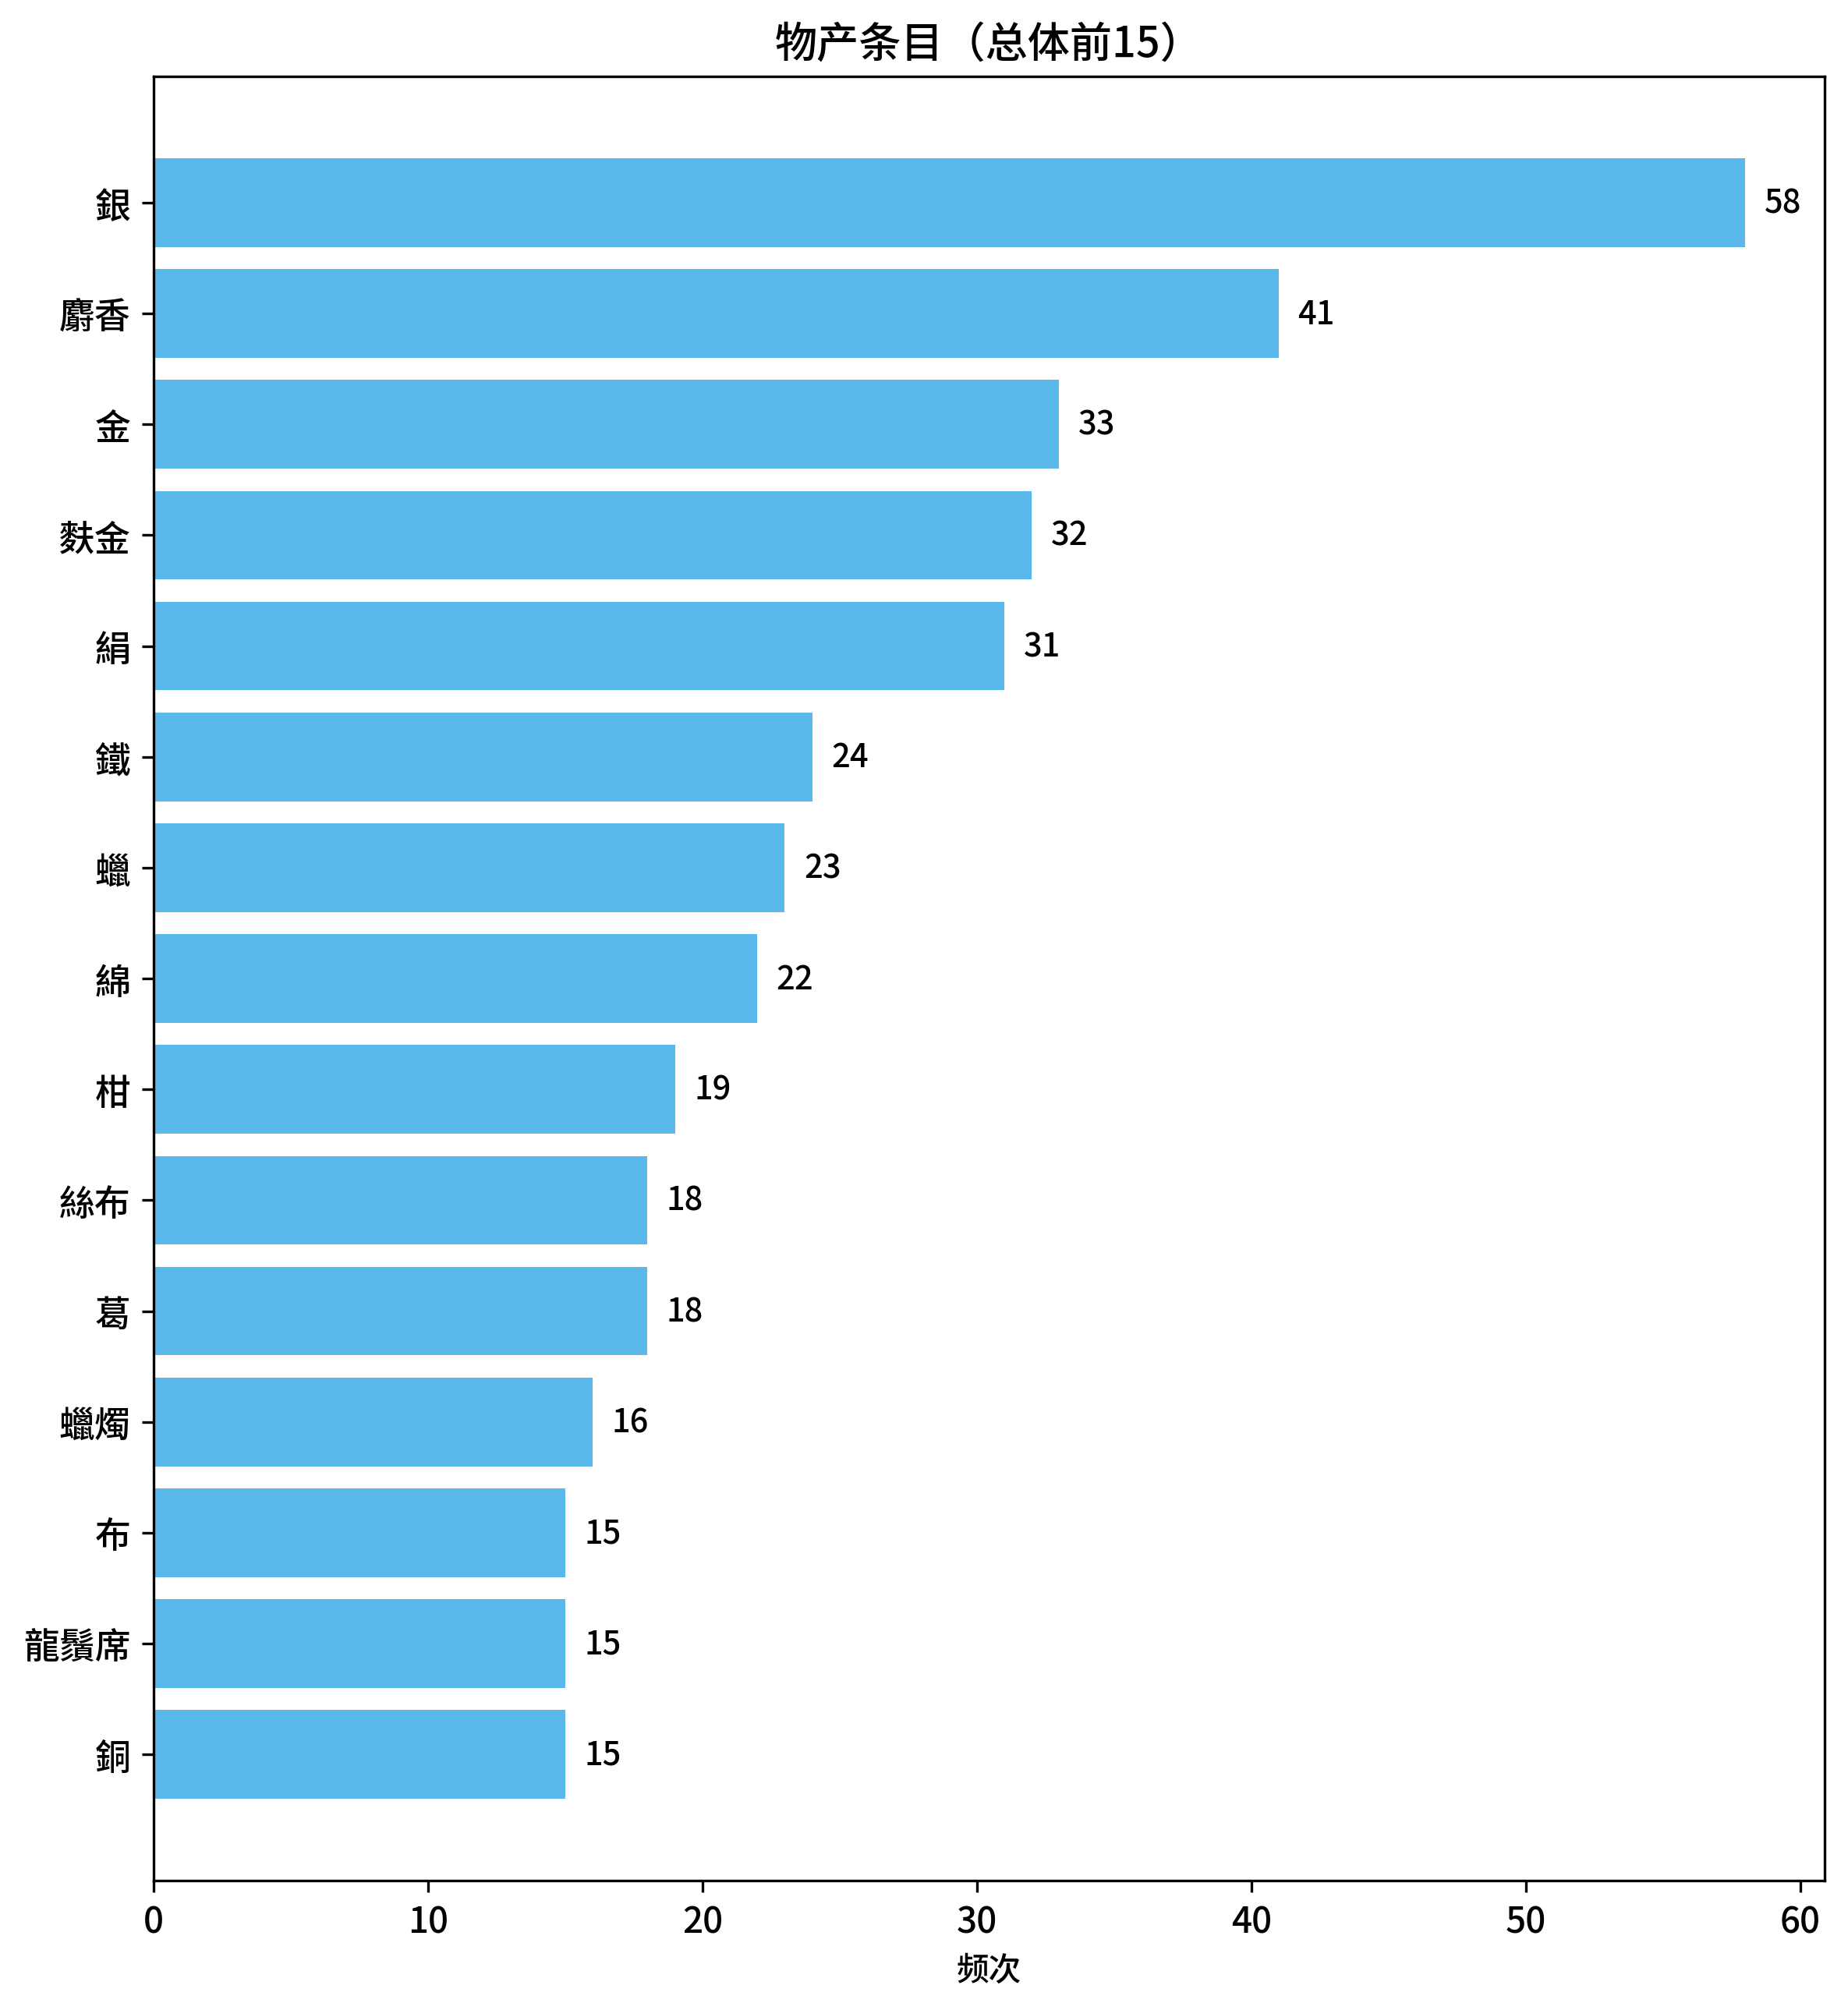 物产条目（总体前15）
銀 58
麝香 41
金 33
麩金 32
絹 31
鐵 24
蠟 23
綿 22
柑 19
絲布 18
葛 18
蠟燭 16
布 15
龍鬚席 15
銅 15
0 10 20 30 40 50 60
频次